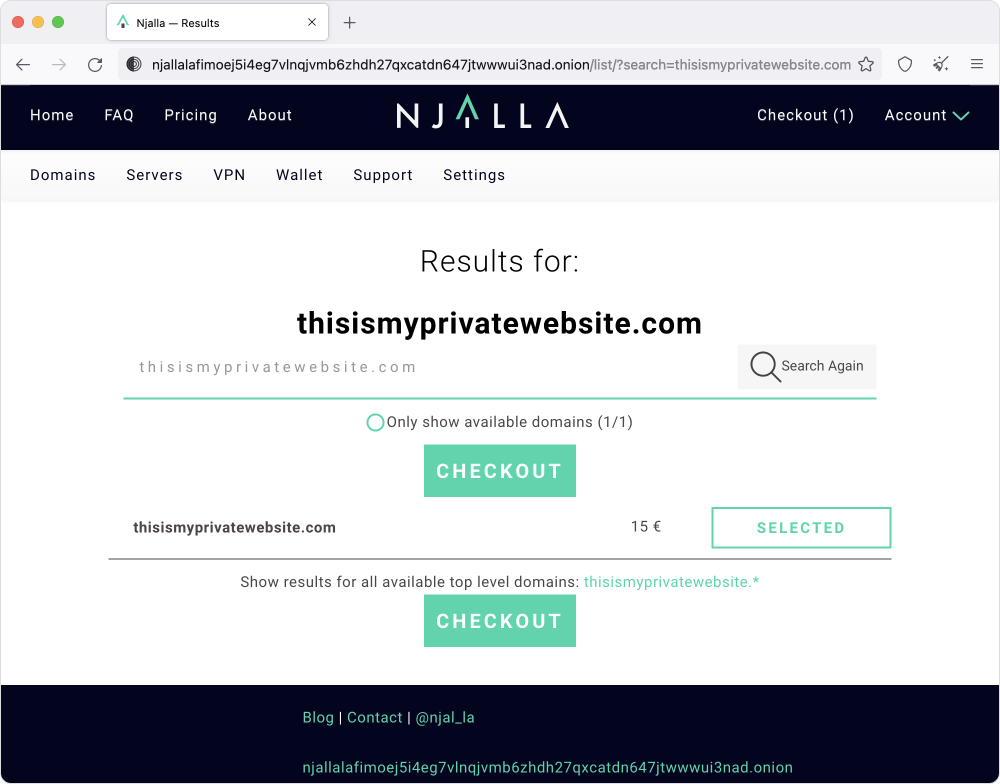 Njalla — Results
njallalafimoej5i4eg7vlnqjvmb6zhdh27qxcatdn647jtwwwui3nad.onion/list/?search=thisismyprivatewebsite.com
Home FAQ Pricing About NJALLA Checkout (1) Account
Domains Servers VPN Wallet Support Settings
Results for:
thisismyprivatewebsite.com
thisismyprivatewebsite.com Search Again
Only show available domains (1/1)
CHECKOUT
thisismyprivatewebsite.com 15 € SELECTED
Show results for all available top level domains: thisismyprivatewebsite.*
CHECKOUT
Blog | Contact | @njal_la
njallalafimoej5i4eg7vlnqjvmb6zhdh27qxcatdn647jtwwwui3nad.onion